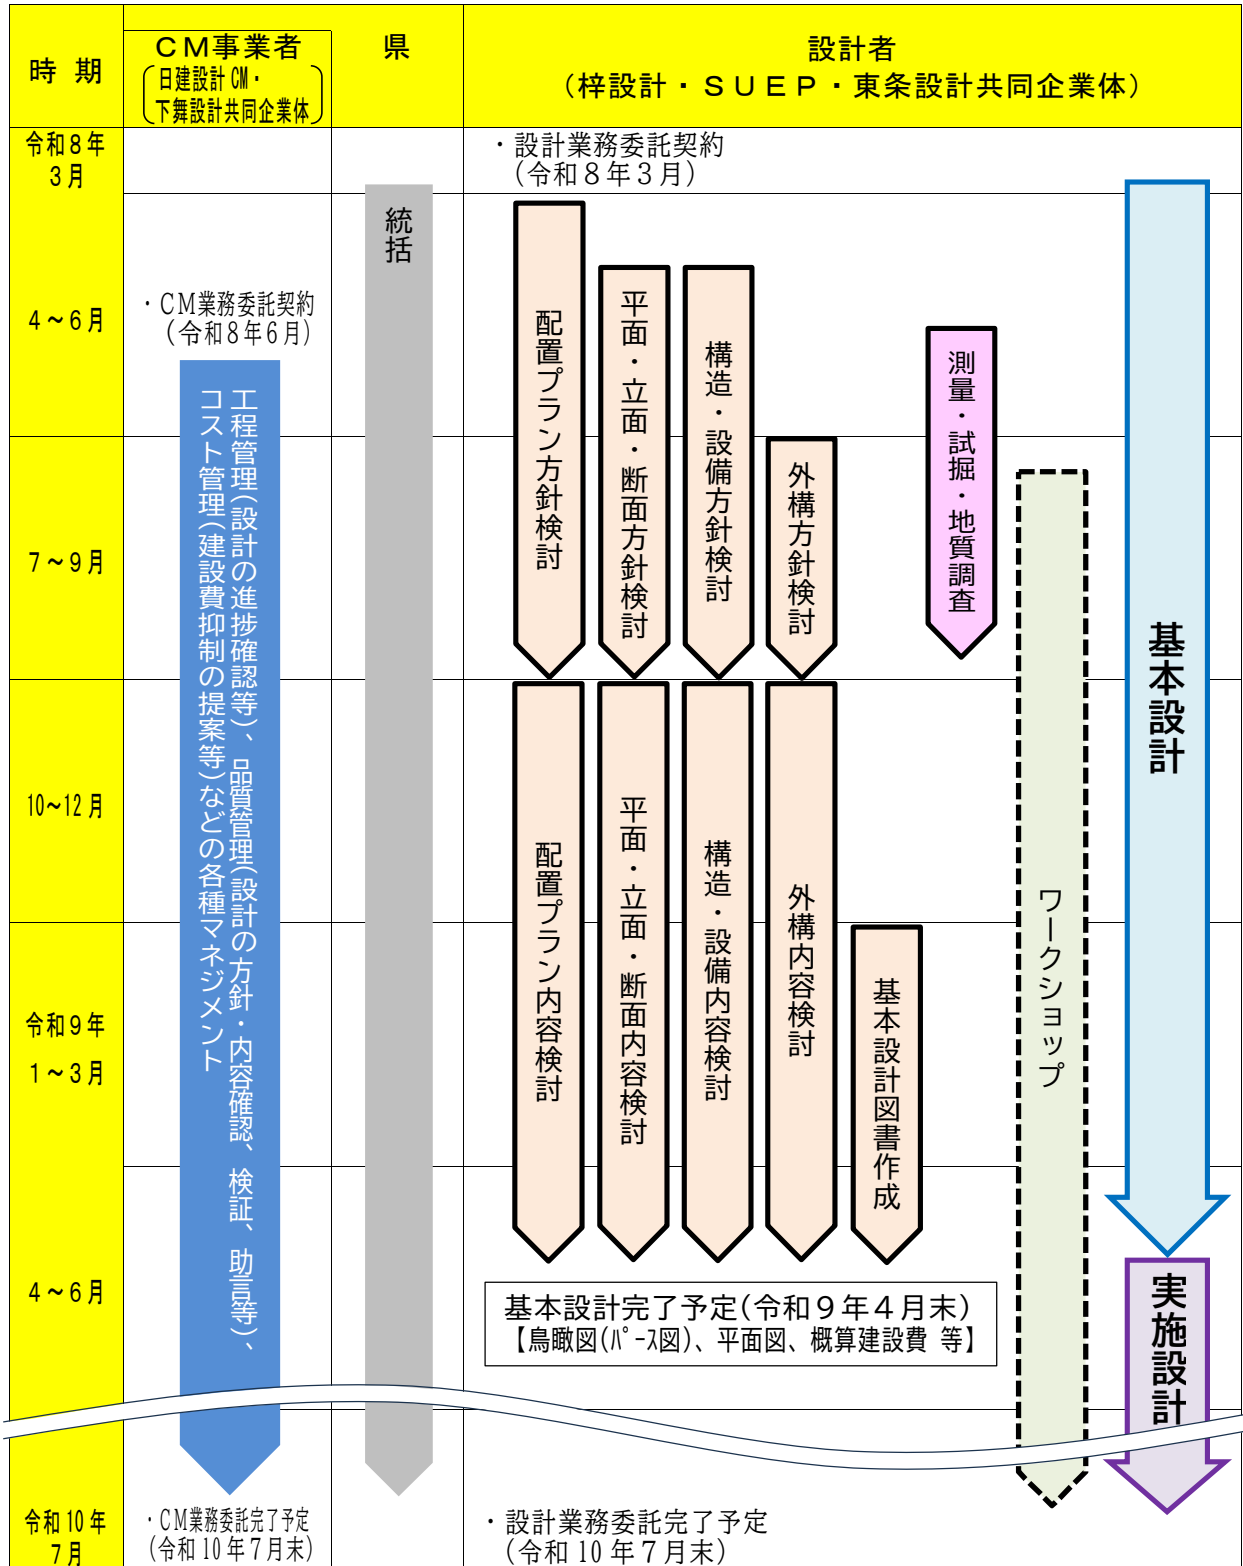 時 期
CM事業者
日建設計CM・
下舞設計共同企業体
県
設計者
(梓設計・SUEP・東条設計共同企業体)
令和8年
3月
・設計業務委託契約
(令和8年3月)
統括
4~6月
・CM業務委託契約
(令和8年6月)
配置プラン方針検討
平面・立面・断面方針検討
構造・設備方針検討
測量・試掘・地質調査
工程管理(設計の進捗確認等)、品質管理(設計の方針・内容確認、検証、助言等)、
コスト管理(建設費抑制の提案等)などの各種マネジメント
7~9月
外構方針検討
ワークショップ
基本設計
10~12月
配置プラン内容検討
平面・立面・断面内容検討
構造・設備内容検討
外構内容検討
令和9年
1~3月
基本設計図書作成
4~6月
基本設計完了予定(令和9年4月末)
【鳥瞰図(パース図)、平面図、概算建設費 等】
実施設計
令和10年
7月
・CM業務委託完了予定
(令和10年7月末)
・設計業務委託完了予定
(令和10年7月末)